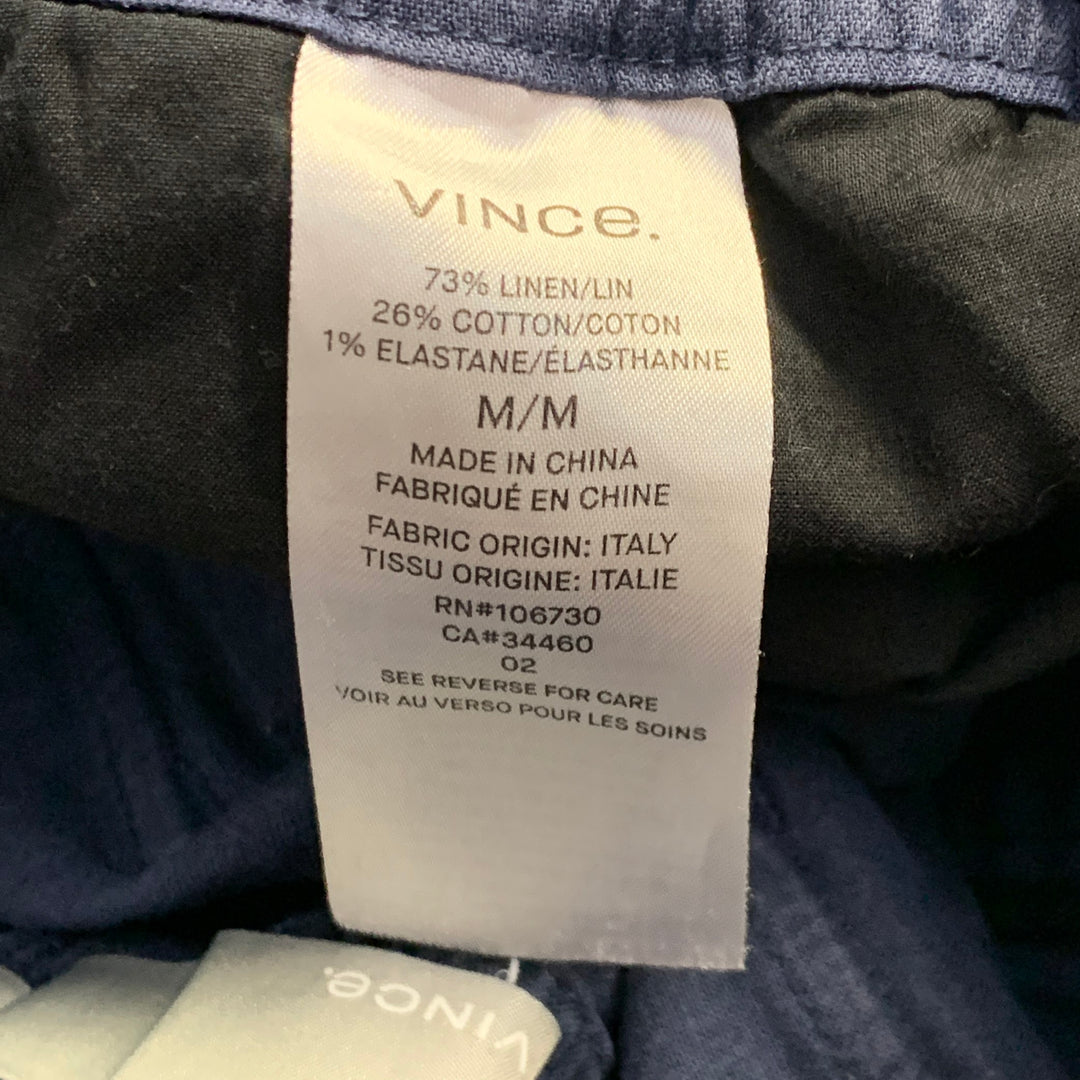 VINCe.
73% LINEN/LIN
26% COTTON/COTON
1% ELASTANE/ÉLASTHANNE
M/M
MADE IN CHINA
FABRIQUÉ EN CHINE
FABRIC ORIGIN: ITALY
TISSU ORIGINE: ITALIE
RN#106730
CA#34460
02
SEE REVERSE FOR CARE
VOIR AU VERSO POUR LES SOINS
VINCe.